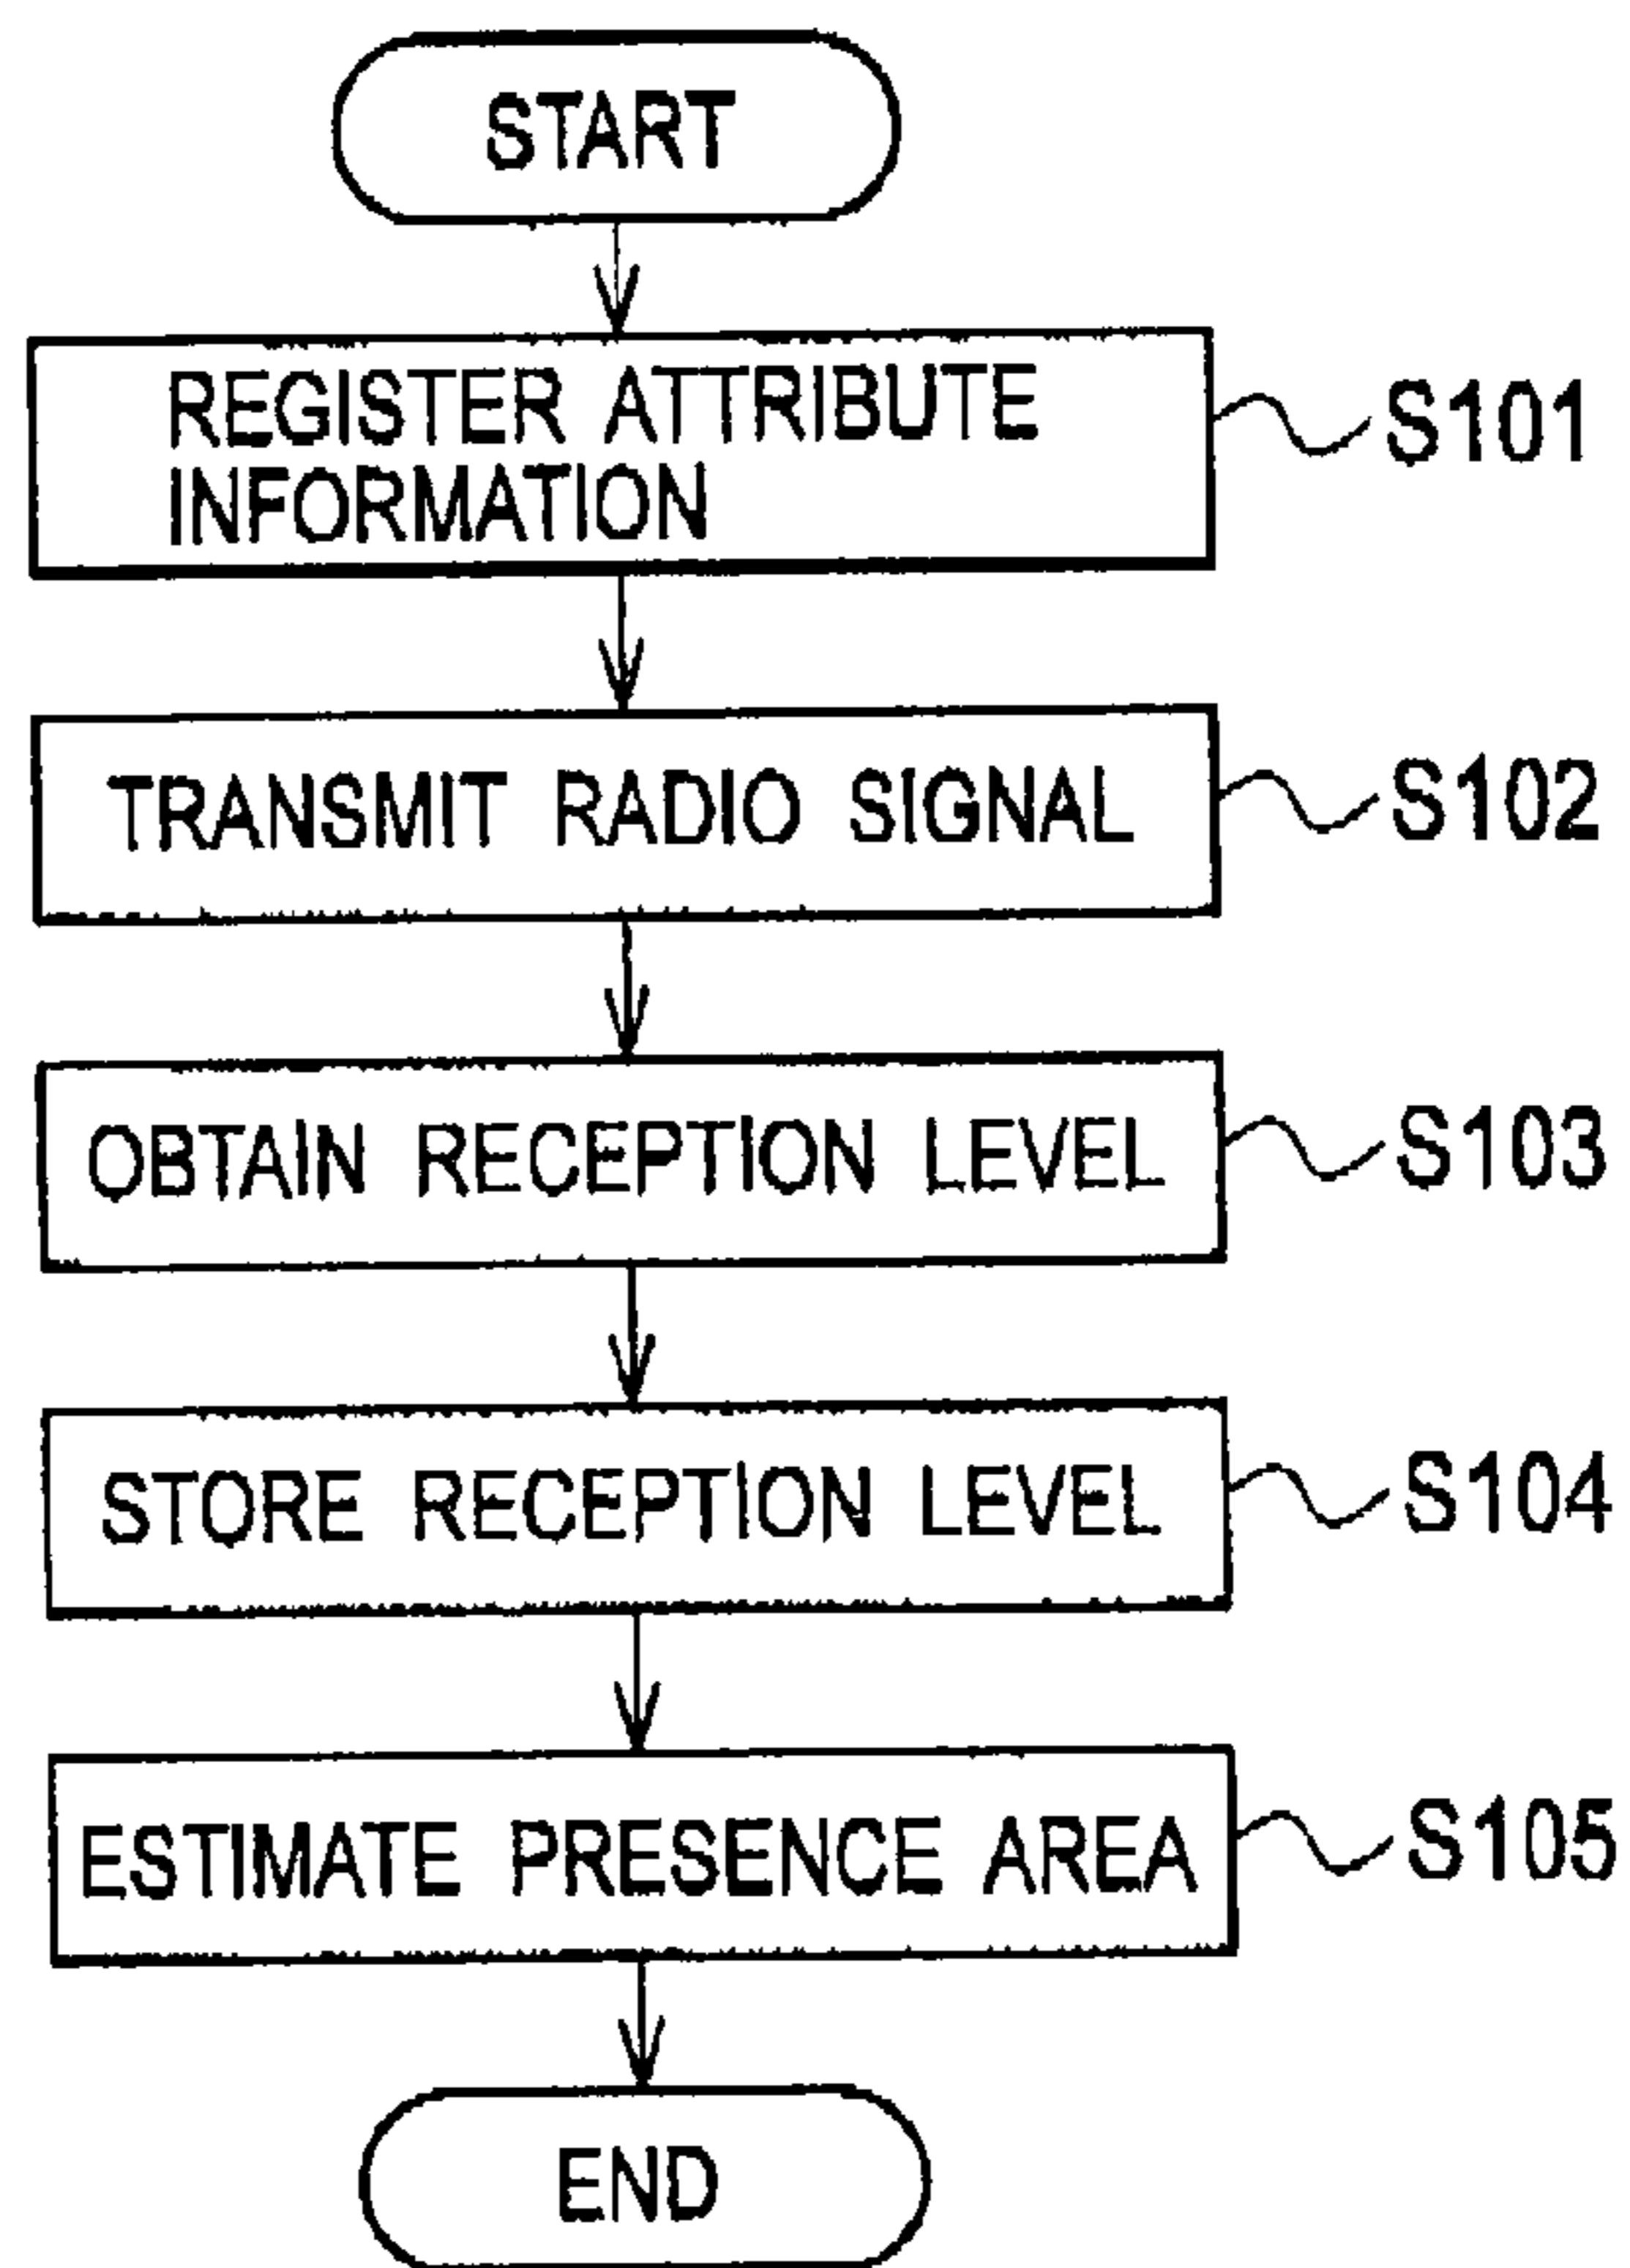 START
REGISTER ATTRIBUTE
INFORMATION
S101
TRANSMIT RADIO SIGNAL
S102
OBTAIN RECEPTION LEVEL
S103
STORE RECEPTION LEVEL
S104
ESTIMATE PRESENCE AREA
S105
END